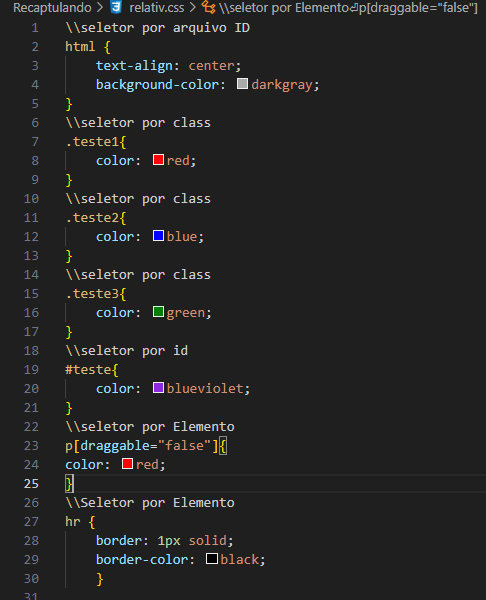 Recaptulando > relativ.css > \\seletor por Elemento⏎p[draggable="false"]
1 \\seletor por arquivo ID
2 html {
3 text-align: center;
4 background-color: darkgray;
5 }
6 \\seletor por class
7 .teste1{
8 color: red;
9 }
10 \\seletor por class
11 .teste2{
12 color: blue;
13 }
14 \\seletor por class
15 .teste3{
16 color: green;
17 }
18 \\seletor por id
19 #teste{
20 color: blueviolet;
21 }
22 \\seletor por Elemento
23 p[draggable="false"]{
24 color: red;
25 }
26 \\Seletor por Elemento
27 hr {
28 border: 1px solid;
29 border-color: black;
30 }
31